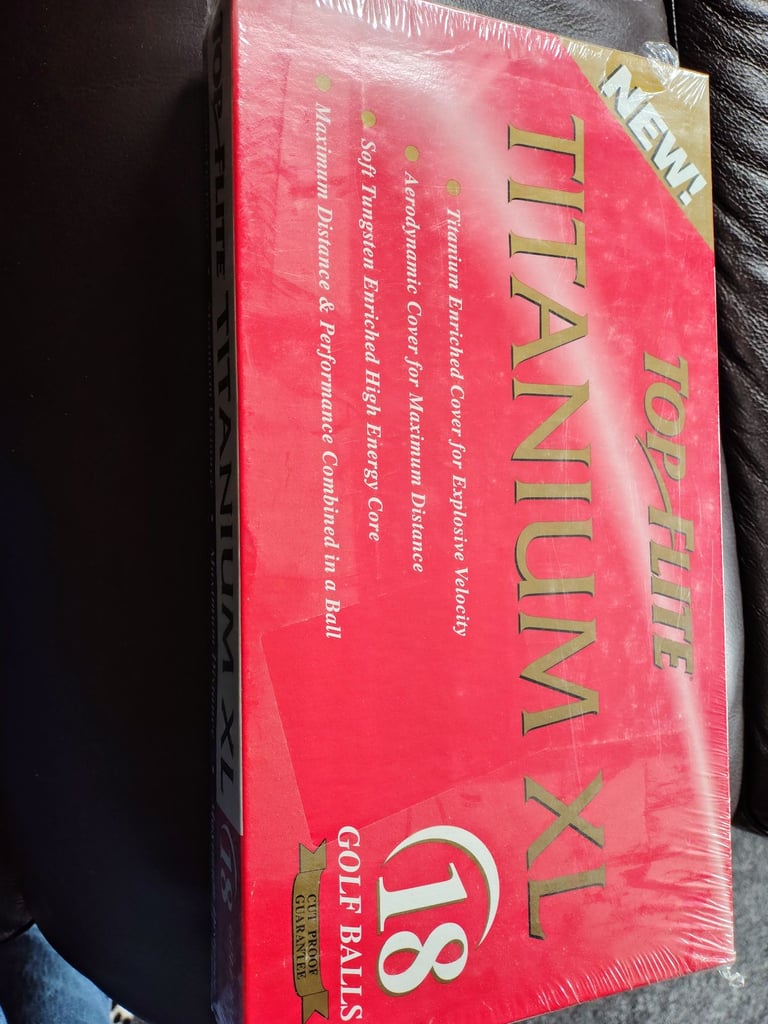 NEW!
TOP-FLITE
TITANIUM XL
Titanium Enriched Cover for Explosive Velocity
Aerodynamic Cover for Maximum Distance
Soft Tungsten Enriched High Energy Core
Maximum Distance & Performance Combined in a Ball
18
GOLF BALLS
CUT PROOF
GUARANTEE
TOP-FLITE TITANIUM XL 18